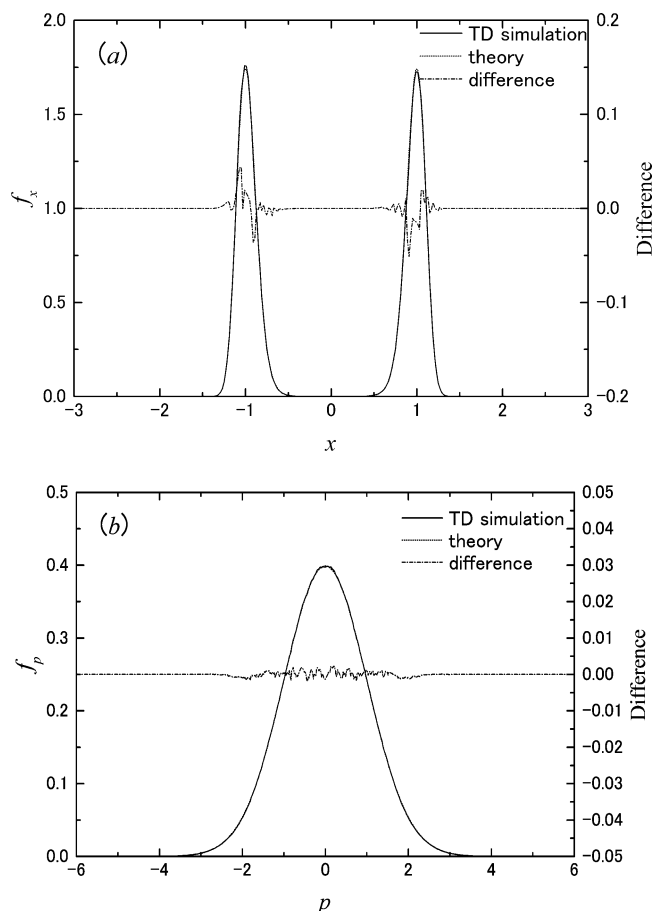 (a)
TD simulation
theory
difference
2.0
1.5
1.0
0.5
0.0
f_x
0.2
0.1
0.0
−0.1
−0.2
Difference
−3
−2
−1
0
1
2
3
x
(b)
TD simulation
theory
difference
0.5
0.4
0.3
0.2
0.1
0.0
f_p
0.05
0.04
0.03
0.02
0.01
0.00
−0.01
−0.02
−0.03
−0.04
−0.05
Difference
−6
−4
−2
0
2
4
6
p